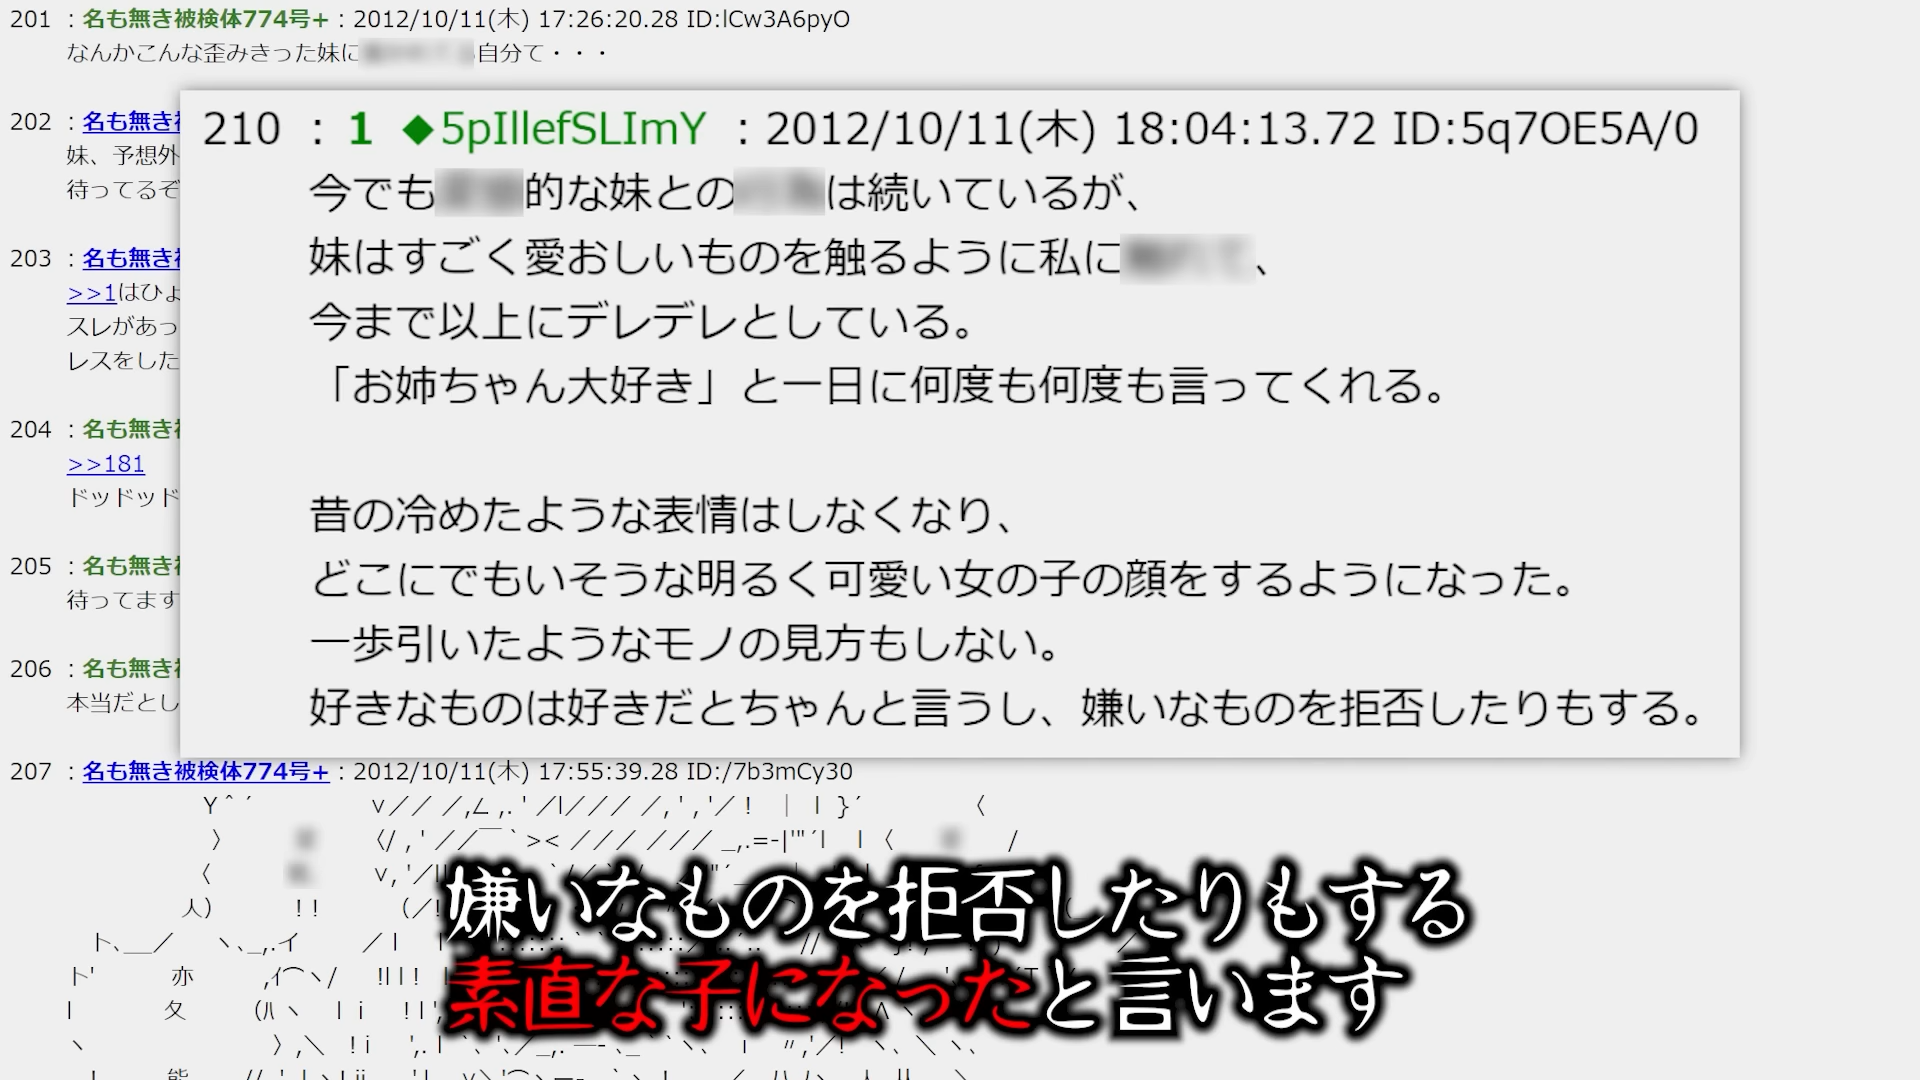 201 ：名も無き被検体774号+：2012/10/11(木) 17:26:20.28 ID:lCw3A6pyO
なんかこんな歪みきった妹に自分て・・・
202 ：名も無き被
妹、予想外
待ってるぞ
203 ：名も無き被
>>1はひょ
スレがあっ
レスをした
204 ：名も無き被
>>181
ドッドッド
205 ：名も無き被
待ってます
206 ：名も無き被
本当だとし
210 ：1 ◆5pIllefSLImY ：2012/10/11(木) 18:04:13.72 ID:5q7OE5A/0
今でも的な妹とのは続いているが、
妹はすごく愛おしいものを触るように私に、
今まで以上にデレデレとしている。
「お姉ちゃん大好き」と一日に何度も何度も言ってくれる。
昔の冷めたような表情はしなくなり、
どこにでもいそうな明るく可愛い女の子の顔をするようになった。
一歩引いたようなモノの見方もしない。
好きなものは好きだとちゃんと言うし、嫌いなものを拒否したりもする。
207 ：名も無き被検体774号+：2012/10/11(木) 17:55:39.28 ID:/7b3mCy30
嫌いなものを拒否したりもする
素直な子になったと言います